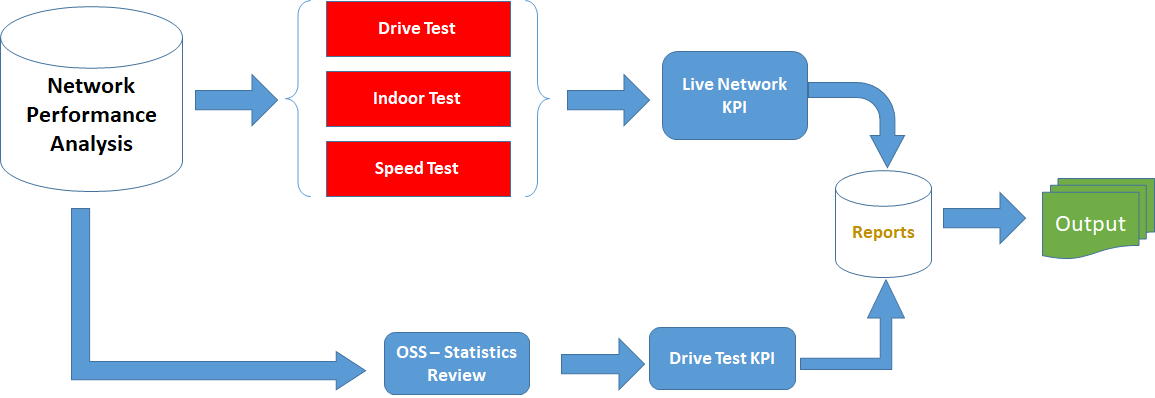 Network
Performance
Analysis
Drive Test
Indoor Test
Speed Test
Live Network
KPI
Reports
Output
OSS – Statistics
Review
Drive Test KPI